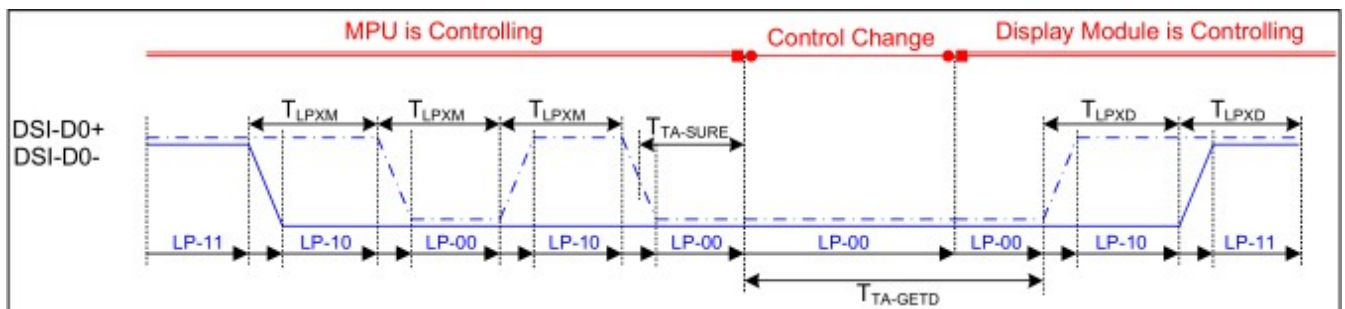 MPU is Controlling Control Change Display Module is Controlling
TLPXM TLPXM TLPXM TLPXD TLPXD
DSI-D0+ TTA-SURE
DSI-D0-
LP-11 LP-10 LP-00 LP-10 LP-00 LP-00 LP-00 LP-10 LP-11
TTA-GETD